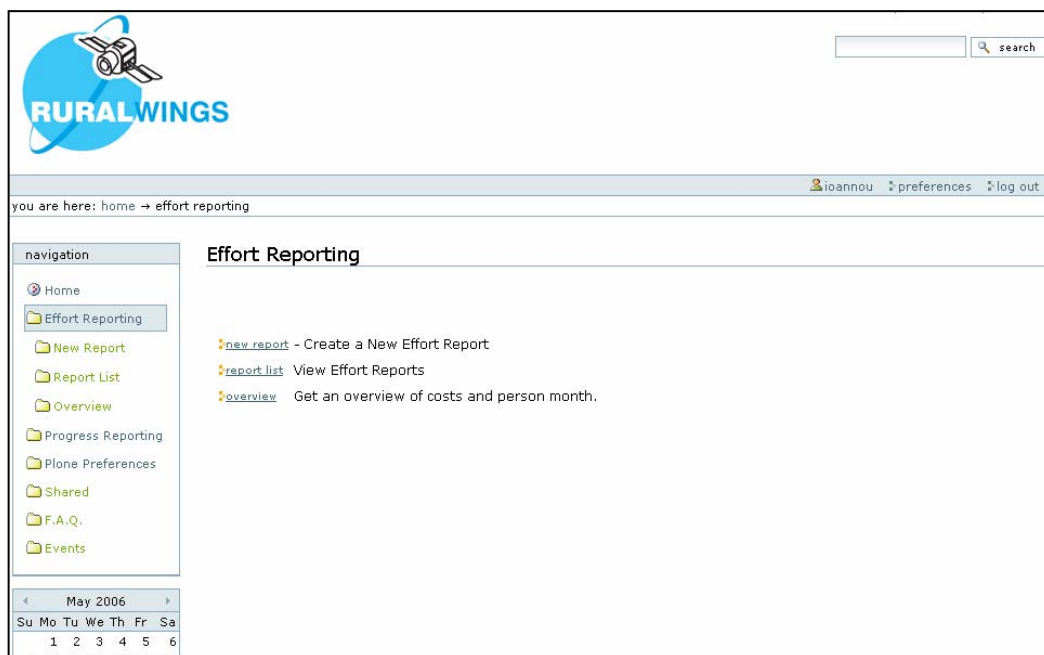 RURALWINGS
search
ioannou preferences log out
you are here: home → effort reporting
navigation
Home
Effort Reporting
New Report
Report List
Overview
Progress Reporting
Plone Preferences
Shared
F.A.Q.
Events
May 2006
Su Mo Tu We Th Fr Sa
1 2 3 4 5 6
Effort Reporting
new report - Create a New Effort Report
report list View Effort Reports
overview Get an overview of costs and person month.